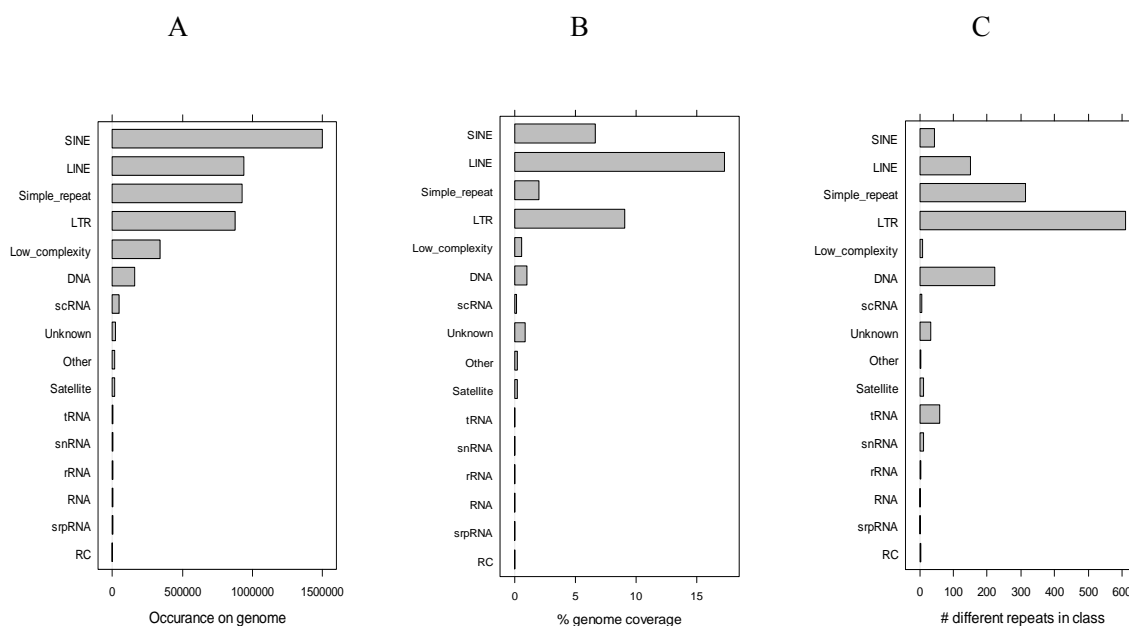 A
SINE
LINE
Simple_repeat
LTR
Low_complexity
DNA
scRNA
Unknown
Other
Satellite
tRNA
snRNA
rRNA
RNA
srpRNA
RC
0 500000 1000000 1500000
Occurance on genome
B
SINE
LINE
Simple_repeat
LTR
Low_complexity
DNA
scRNA
Unknown
Other
Satellite
tRNA
snRNA
rRNA
RNA
srpRNA
RC
0 5 10 15
% genome coverage
C
SINE
LINE
Simple_repeat
LTR
Low_complexity
DNA
scRNA
Unknown
Other
Satellite
tRNA
snRNA
rRNA
RNA
srpRNA
RC
0 100 200 300 400 500 600
# different repeats in class